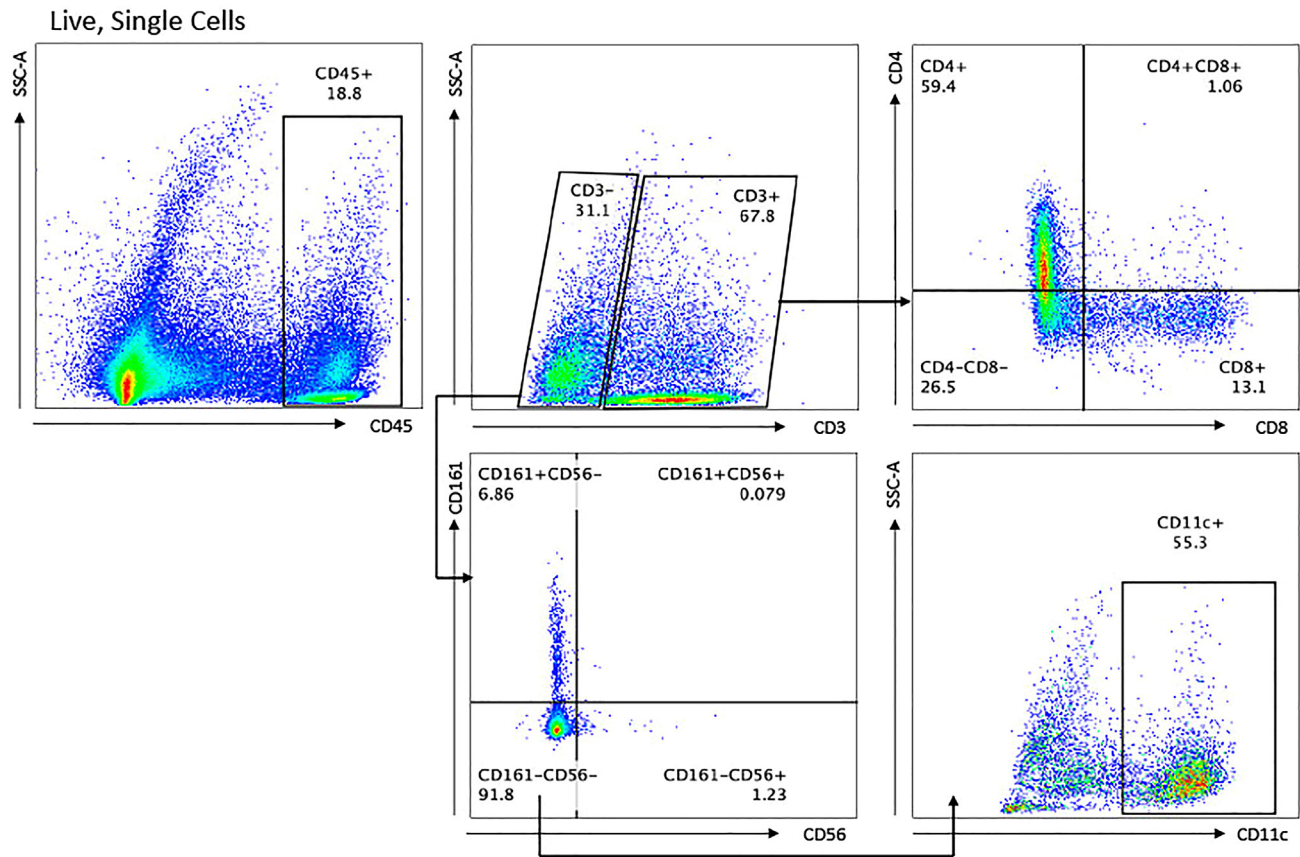 Live, Single Cells
SSC-A
CD45+
18.8
CD45
SSC-A
CD3-
31.1
CD3+
67.8
CD3
CD4
CD4+
59.4
CD4+CD8+
1.06
CD4-CD8-
26.5
CD8+
13.1
CD8
CD161
CD161+CD56-
6.86
CD161+CD56+
0.079
CD161-CD56-
91.8
CD161-CD56+
1.23
CD56
SSC-A
CD11c+
55.3
CD11c